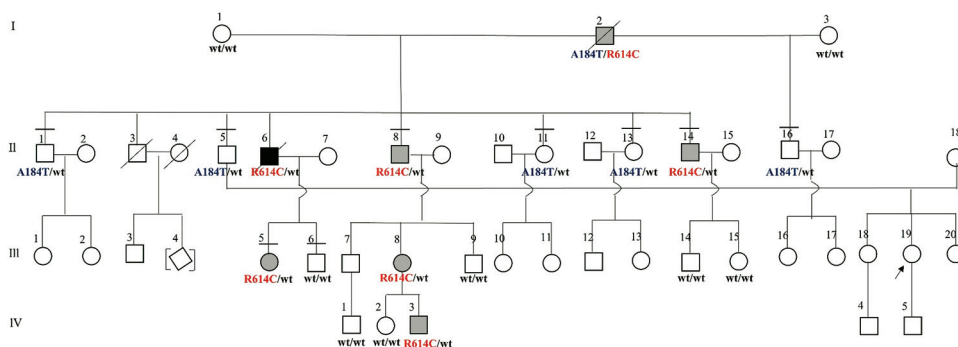 I
1 2 3
wt/wt A184T/R614C wt/wt
II
1 2 3 4 5 6 7 8 9 10 11 12 13 14 15 16 17 18
A184T/wt A184T/wt R614C/wt R614C/wt A184T/wt A184T/wt R614C/wt A184T/wt
III
1 2 3 4 5 6 7 8 9 10 11 12 13 14 15 16 17 18 19 20
R614C/wt wt/wt R614C/wt wt/wt wt/wt wt/wt
IV
1 2 3 4 5
wt/wt wt/wt R614C/wt